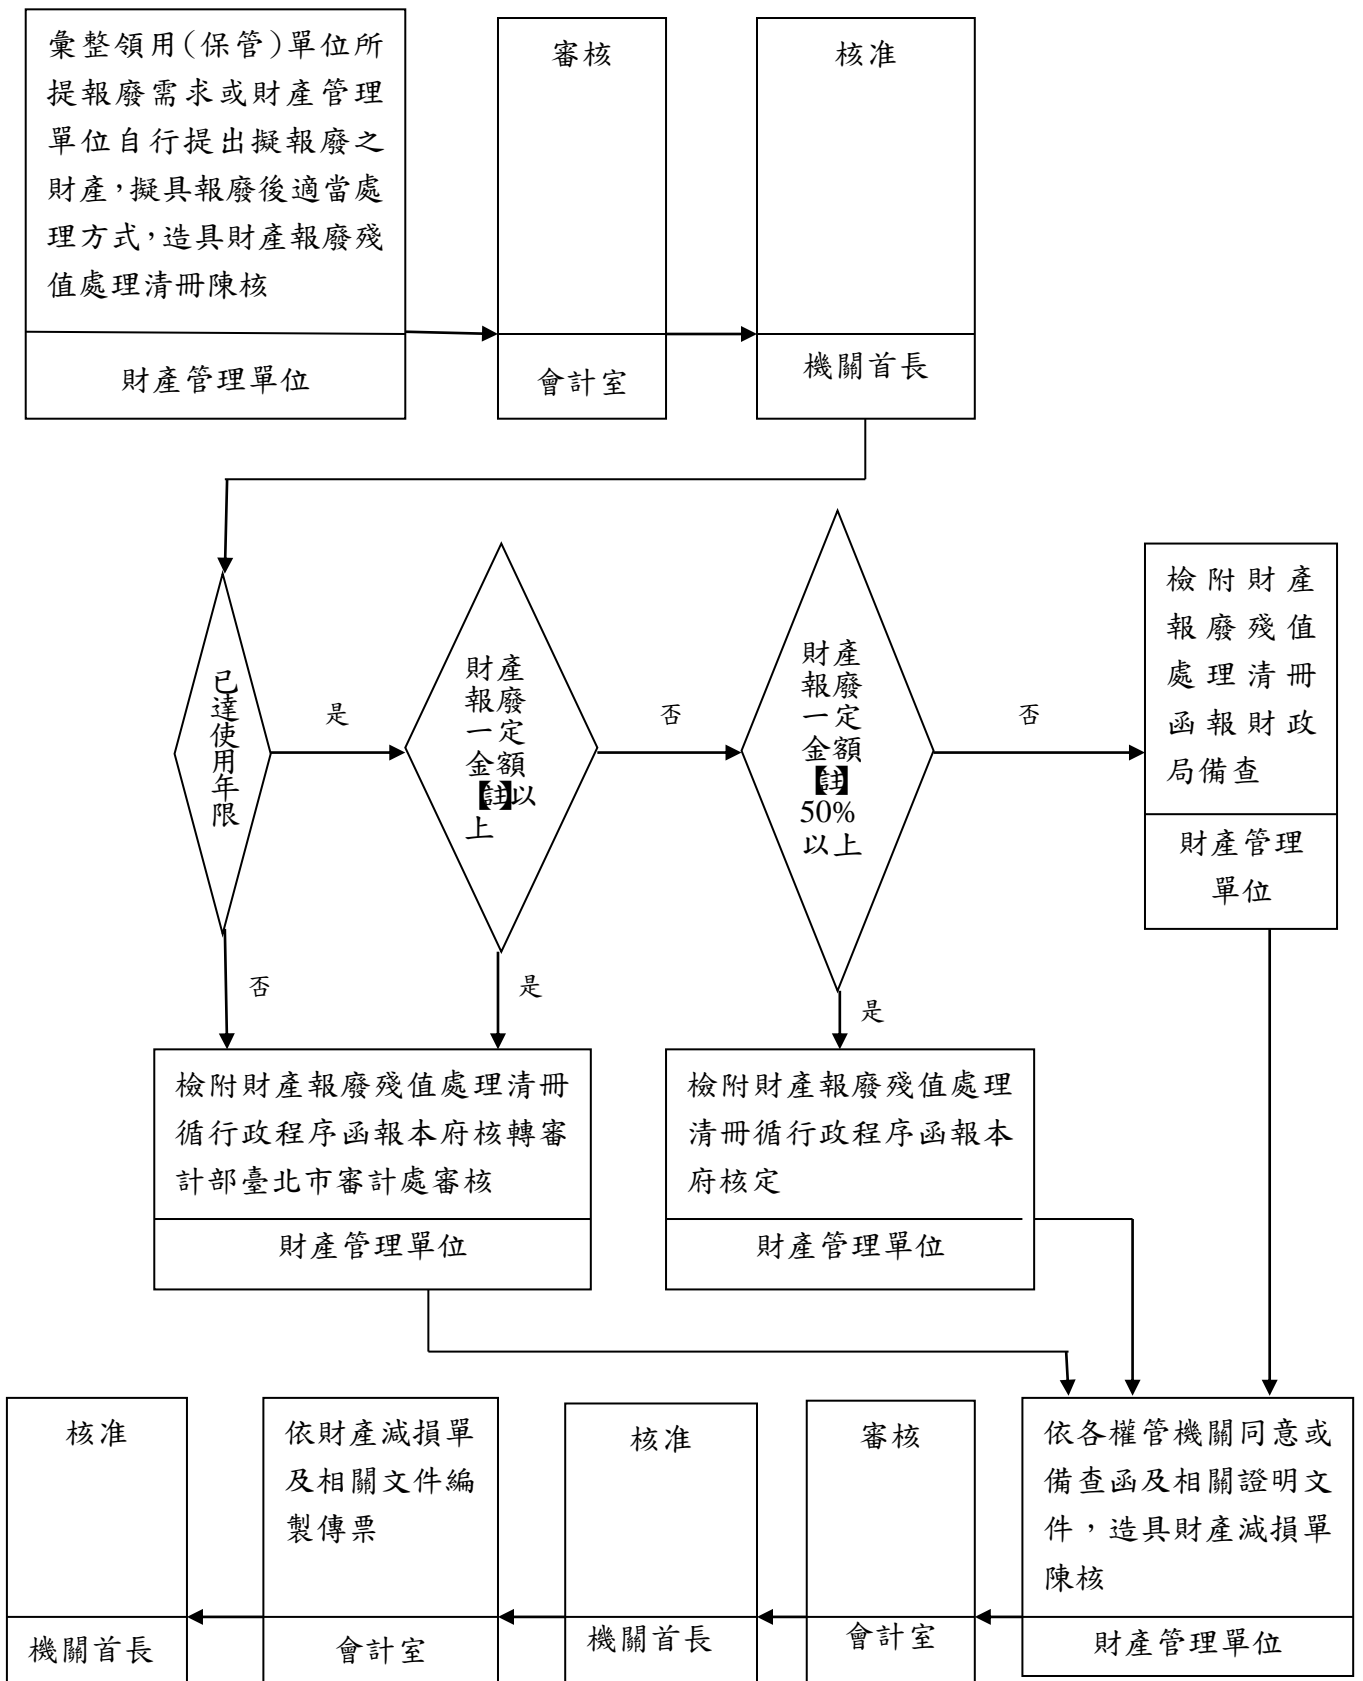 彙整領用(保管)單位所
提報廢需求或財產管理
單位自行提出擬報廢之
財產，擬具報廢後適當處
理方式，造具財產報廢殘
值處理清冊陳核
財產管理單位
審核
會計室
核准
機關首長
已達使用年限
是
否
財產
報廢
一定
金額
【註】以
上
否
是
財產
報廢
一定
金額
【註】
50%
以上
否
是
檢附財產
報廢殘值
處理清冊
函報財政
局備查
財產管理
單位
檢附財產報廢殘值處理清冊
循行政程序函報本府核轉審
計部臺北市審計處審核
財產管理單位
檢附財產報廢殘值處理
清冊循行政程序函報本
府核定
財產管理單位
依各權管機關同意或
備查函及相關證明文
件，造具財產減損單
陳核
財產管理單位
審核
會計室
核准
機關首長
依財產減損單
及相關文件編
製傳票
會計室
核准
機關首長